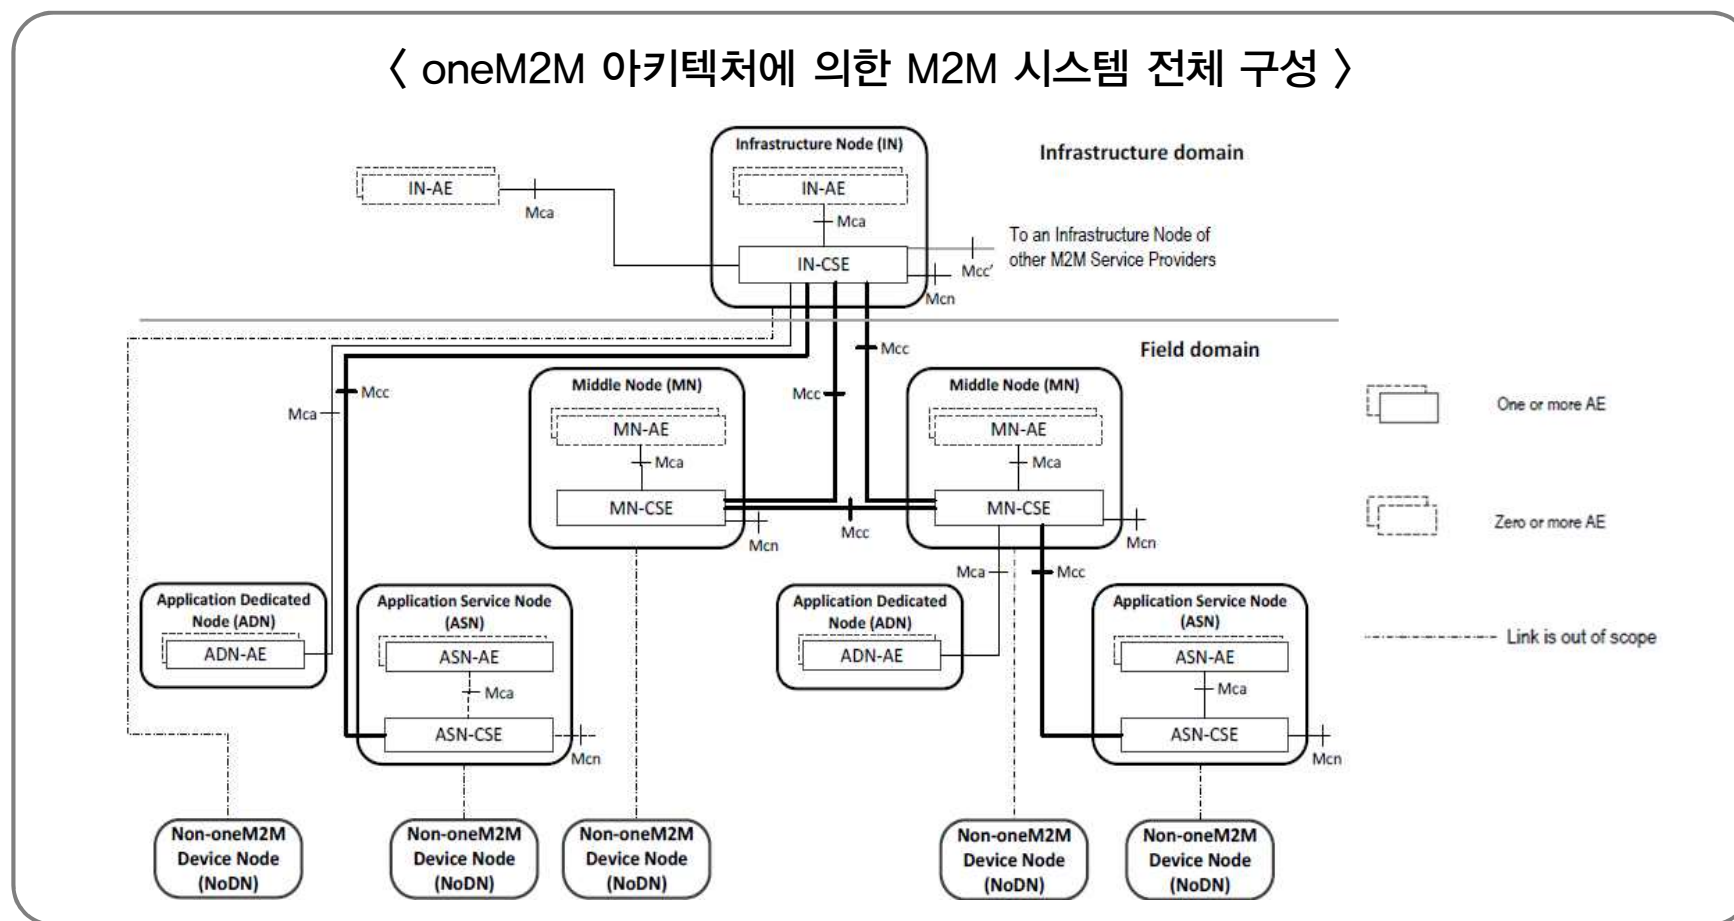 〈 oneM2M 아키텍처에 의한 M2M 시스템 전체 구성 〉
Infrastructure Node (IN)
Infrastructure domain
IN-AE
Mca
IN-AE
Mca
To an Infrastructure Node of
other M2M Service Providers
IN-CSE
Mcc'
Mcn
Field domain
Mcc
Mcc
Mca
Mcc
Middle Node (MN)
MN-AE
Mca
MN-CSE
Mcn
Mcc
Middle Node (MN)
MN-AE
Mca
MN-CSE
Mcn
Mca
Mcc
One or more AE
Zero or more AE
Link is out of scope
Application Dedicated
Node (ADN)
ADN-AE
Application Service Node
(ASN)
ASN-AE
Mca
ASN-CSE
Mcn
Application Dedicated
Node (ADN)
ADN-AE
Application Service Node
(ASN)
ASN-AE
Mca
ASN-CSE
Mcn
Non-oneM2M
Device Node
(NoDN)
Non-oneM2M
Device Node
(NoDN)
Non-oneM2M
Device Node
(NoDN)
Non-oneM2M
Device Node
(NoDN)
Non-oneM2M
Device Node
(NoDN)